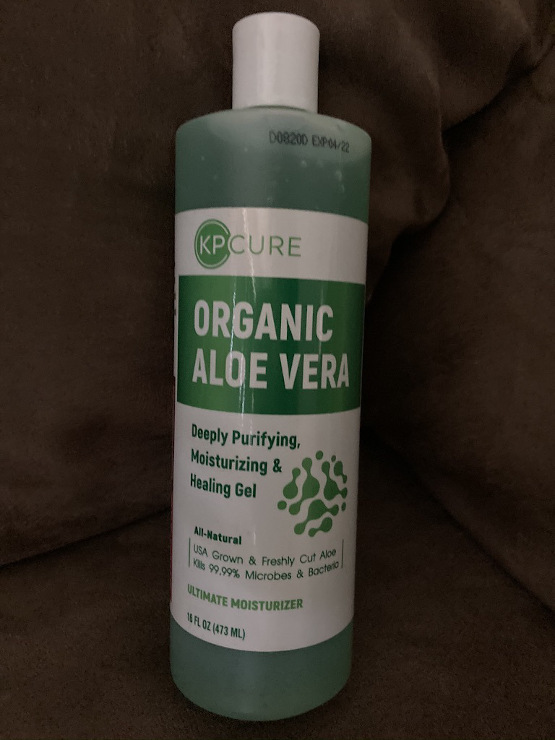 D0820D EXP04/22
KPCURE
ORGANIC
ALOE VERA
Deeply Purifying,
Moisturizing &
Healing Gel
All-Natural
USA Grown & Freshly Cut Aloe
Kills 99.99% Microbes & Bacteria
ULTIMATE MOISTURIZER
16 FL OZ (473 ML)